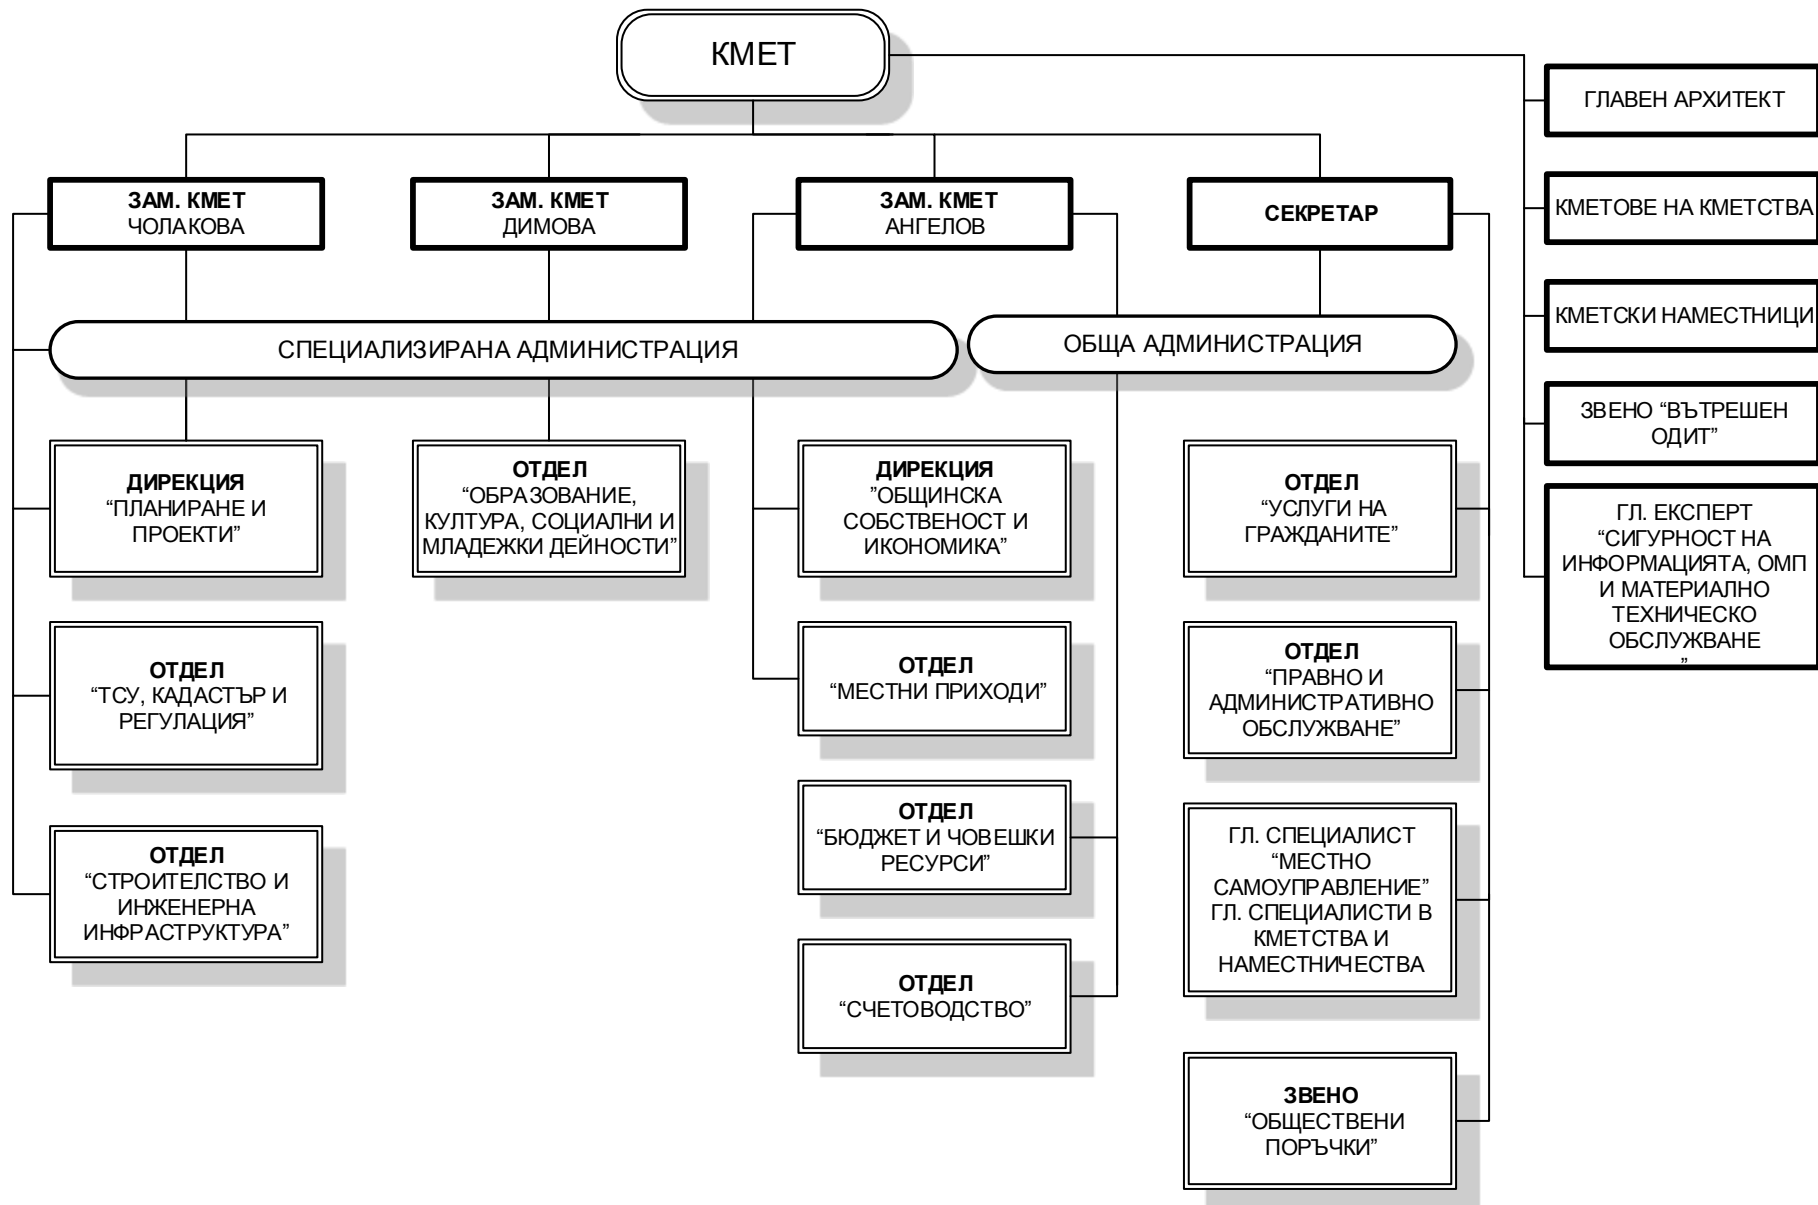 КМЕТ
ГЛАВЕН АРХИТЕКТ
КМЕТОВЕ НА КМЕТСТВА
КМЕТСКИ НАМЕСТНИЦИ
ЗВЕНО “ВЪТРЕШЕН
ОДИТ”
ГЛ. ЕКСПЕРТ
“СИГУРНОСТ НА
ИНФОРМАЦИЯТА, ОМП
И МАТЕРИАЛНО
ТЕХНИЧЕСКО
ОБСЛУЖВАНЕ
”
ЗАМ. КМЕТ
ЧОЛАКОВА
ЗАМ. КМЕТ
ДИМОВА
ЗАМ. КМЕТ
АНГЕЛОВ
СЕКРЕТАР
СПЕЦИАЛИЗИРАНА АДМИНИСТРАЦИЯ
ОБЩА АДМИНИСТРАЦИЯ
ДИРЕКЦИЯ
“ПЛАНИРАНЕ И
ПРОЕКТИ”
ОТДЕЛ
“ОБРАЗОВАНИЕ,
КУЛТУРА, СОЦИАЛНИ И
МЛАДЕЖКИ ДЕЙНОСТИ”
ДИРЕКЦИЯ
”ОБЩИНСКА
СОБСТВЕНОСТ И
ИКОНОМИКА”
ОТДЕЛ
“УСЛУГИ НА
ГРАЖДАНИТЕ”
ОТДЕЛ
“ТСУ, КАДАСТЪР И
РЕГУЛАЦИЯ”
ОТДЕЛ
“МЕСТНИ ПРИХОДИ”
ОТДЕЛ
“ПРАВНО И
АДМИНИСТРАТИВНО
ОБСЛУЖВАНЕ”
ОТДЕЛ
“СТРОИТЕЛСТВО И
ИНЖЕНЕРНА
ИНФРАСТРУКТУРА”
ОТДЕЛ
“БЮДЖЕТ И ЧОВЕШКИ
РЕСУРСИ”
ГЛ. СПЕЦИАЛИСТ
“МЕСТНО
САМОУПРАВЛЕНИЕ”
ГЛ. СПЕЦИАЛИСТИ В
КМЕТСТВА И
НАМЕСТНИЧЕСТВА
ОТДЕЛ
“СЧЕТОВОДСТВО”
ЗВЕНО
“ОБЩЕСТВЕНИ
ПОРЪЧКИ”